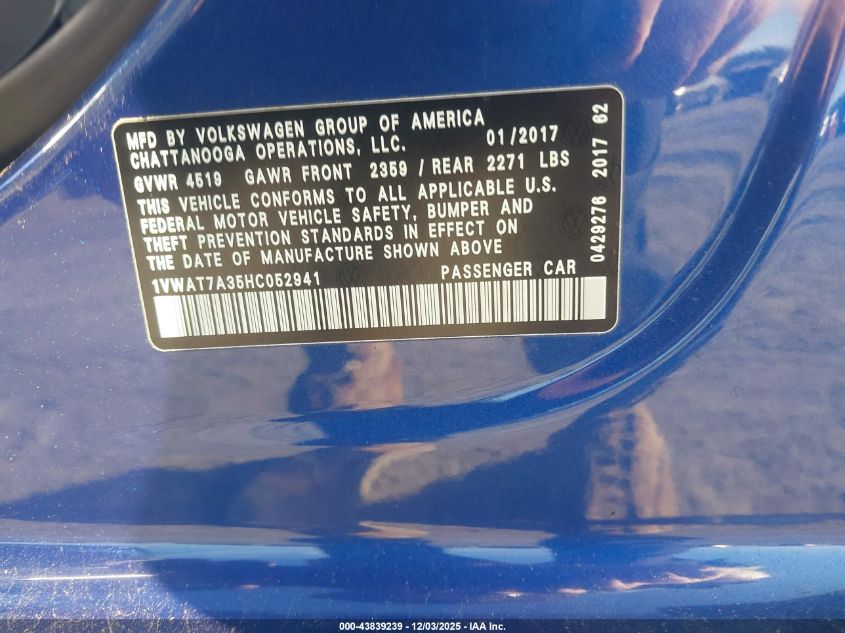 MFD BY VOLKSWAGEN GROUP OF AMERICA
CHATTANOOGA OPERATIONS, LLC. 01/2017
GVWR 4519 GAWR FRONT 2359 / REAR 2271 LBS
THIS VEHICLE CONFORMS TO ALL APPLICABLE U.S.
FEDERAL MOTOR VEHICLE SAFETY, BUMPER AND
THEFT PREVENTION STANDARDS IN EFFECT ON
THE DATE OF MANUFACTURE SHOWN ABOVE
1VWAT7A35HC052941 PASSENGER CAR
0429276 2017 62
000-43839239 - 12/03/2025 - IAA Inc.